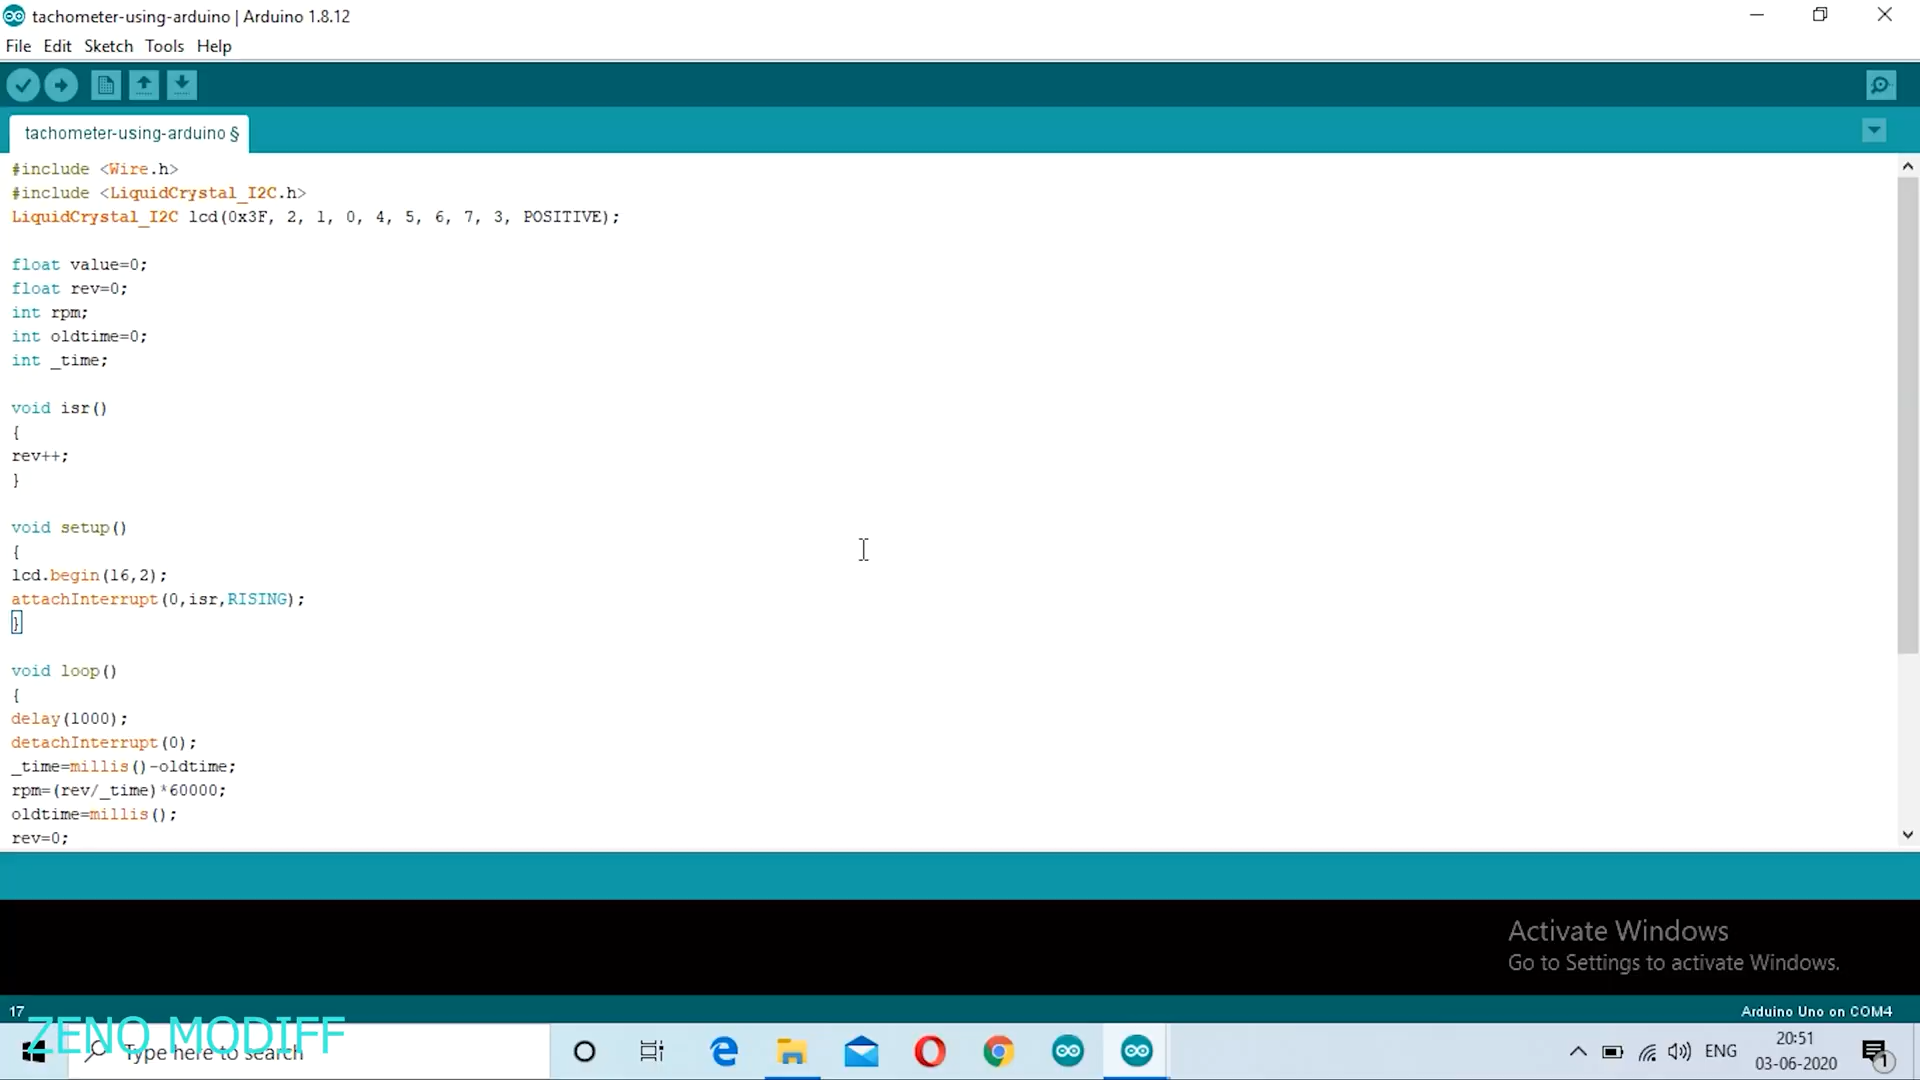 tachometer-using-arduino | Arduino 1.8.12
File Edit Sketch Tools Help
tachometer-using-arduino §
#include <Wire.h>
#include <LiquidCrystal_I2C.h>
LiquidCrystal_I2C lcd(0x3F, 2, 1, 0, 4, 5, 6, 7, 3, POSITIVE);
float value=0;
float rev=0;
int rpm;
int oldtime=0;
int _time;
void isr()
{
rev++;
}
void setup()
{
lcd.begin(16,2);
attachInterrupt(0,isr,RISING);
}
void loop()
{
delay(1000);
detachInterrupt(0);
_time=millis()-oldtime;
rpm=(rev/_time)*60000;
oldtime=millis();
rev=0;
Activate Windows
Go to Settings to activate Windows.
17
Arduino Uno on COM4
ZENO MODIFF
Type here to search
ENG
20:51
03-06-2020
1